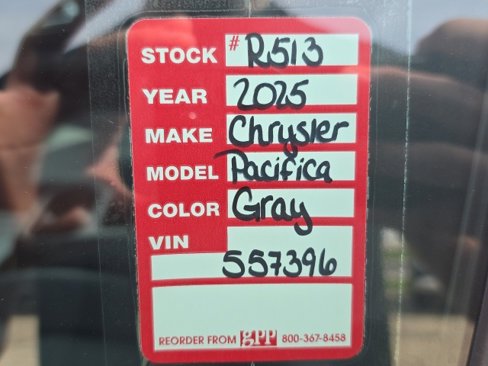 STOCK # R513
YEAR 2025
MAKE Chrysler
MODEL Pacifica
COLOR Gray
VIN
557396
REORDER FROM gpp 800-367-8458